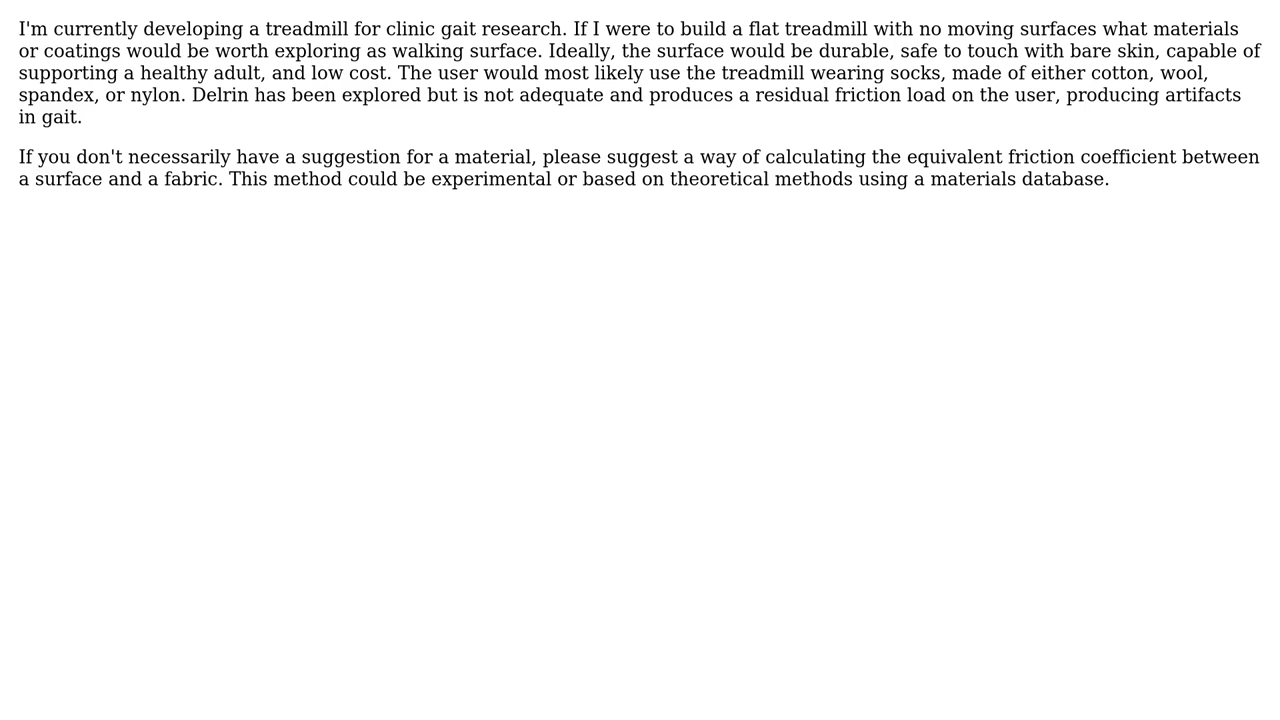 I'm currently developing a treadmill for clinic gait research. If I were to build a flat treadmill with no moving surfaces what materials
or coatings would be worth exploring as walking surface. Ideally, the surface would be durable, safe to touch with bare skin, capable of
supporting a healthy adult, and low cost. The user would most likely use the treadmill wearing socks, made of either cotton, wool,
spandex, or nylon. Delrin has been explored but is not adequate and produces a residual friction load on the user, producing artifacts
in gait.
If you don't necessarily have a suggestion for a material, please suggest a way of calculating the equivalent friction coefficient between
a surface and a fabric. This method could be experimental or based on theoretical methods using a materials database.